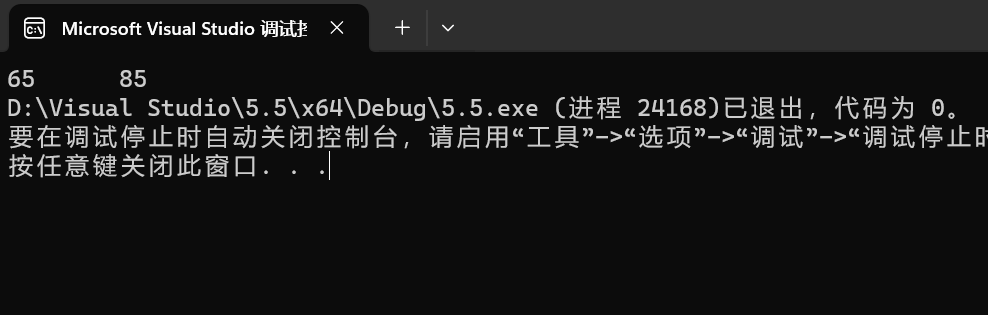 Microsoft Visual Studio 调试
65 85
D:\Visual Studio\5.5\x64\Debug\5.5.exe (进程 24168)已退出，代码为 0。
要在调试停止时自动关闭控制台，请启用“工具”->“选项”->“调试”->“调试停止时
按任意键关闭此窗口. . .